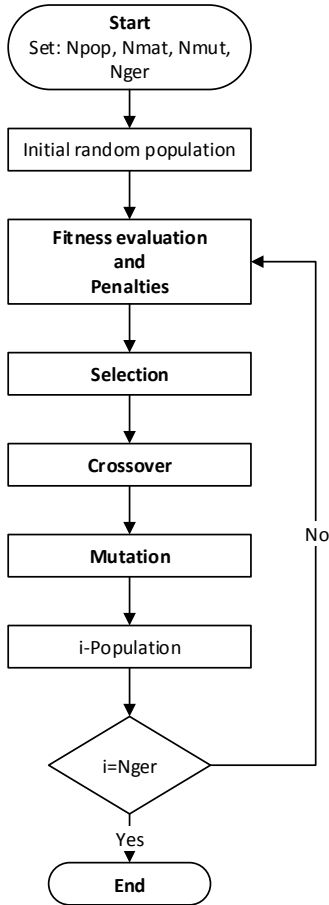 Start
Set: Npop, Nmat, Nmut,
Nger
Initial random population
Fitness evaluation
and
Penalties
Selection
Crossover
Mutation
No
i-Population
i=Nger
Yes
End